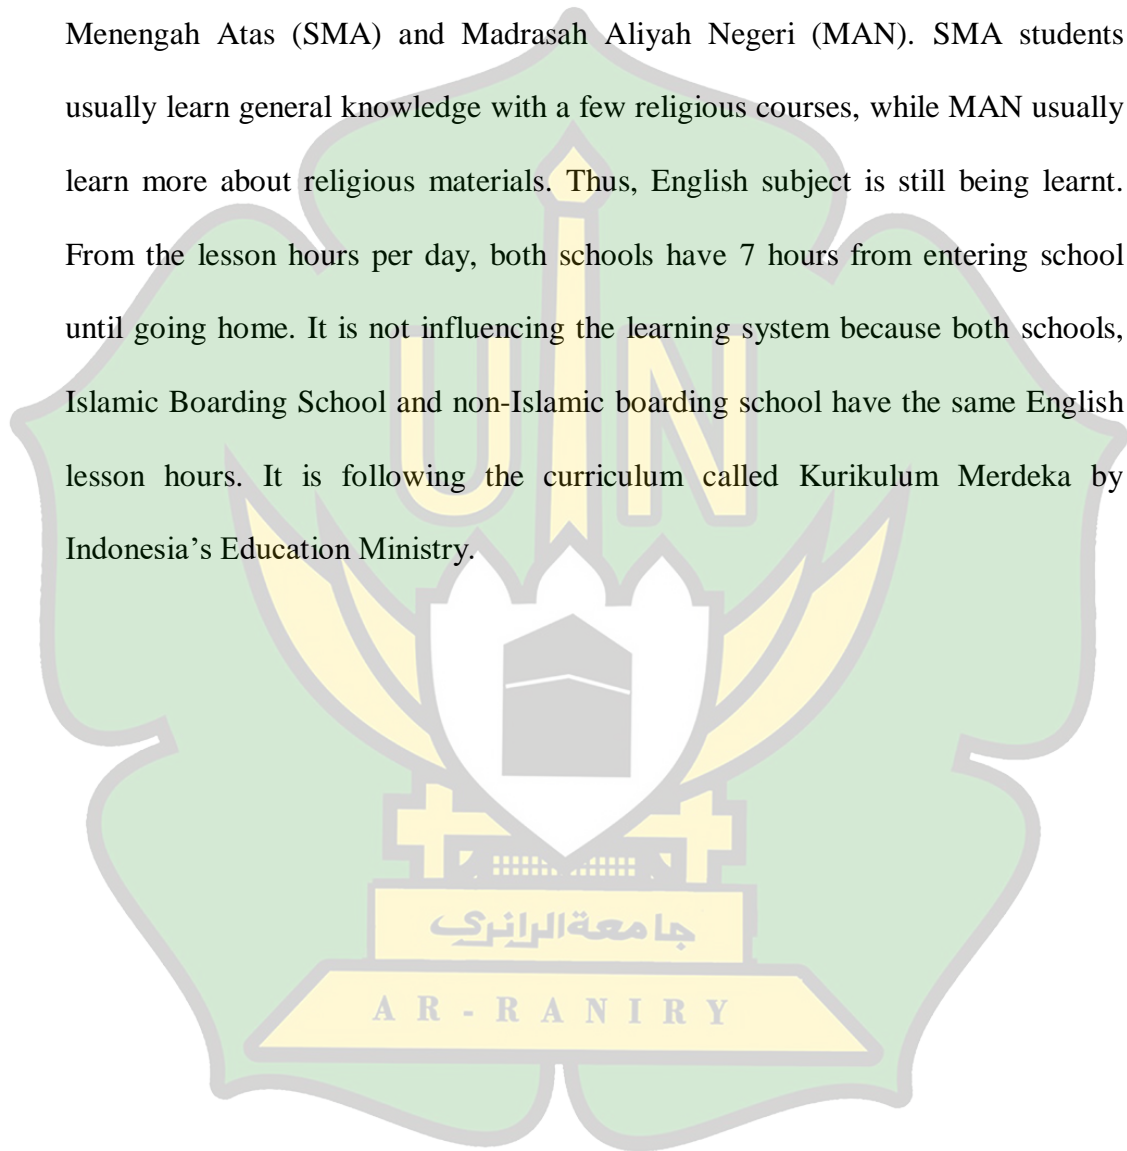 Menengah Atas (SMA) and Madrasah Aliyah Negeri (MAN). SMA students
usually learn general knowledge with a few religious courses, while MAN usually
learn more about religious materials. Thus, English subject is still being learnt.
From the lesson hours per day, both schools have 7 hours from entering school
until going home. It is not influencing the learning system because both schools,
Islamic Boarding School and non-Islamic boarding school have the same English
lesson hours. It is following the curriculum called Kurikulum Merdeka by
Indonesia’s Education Ministry.
UIN
جامعة الرانري
AR-RANIRY